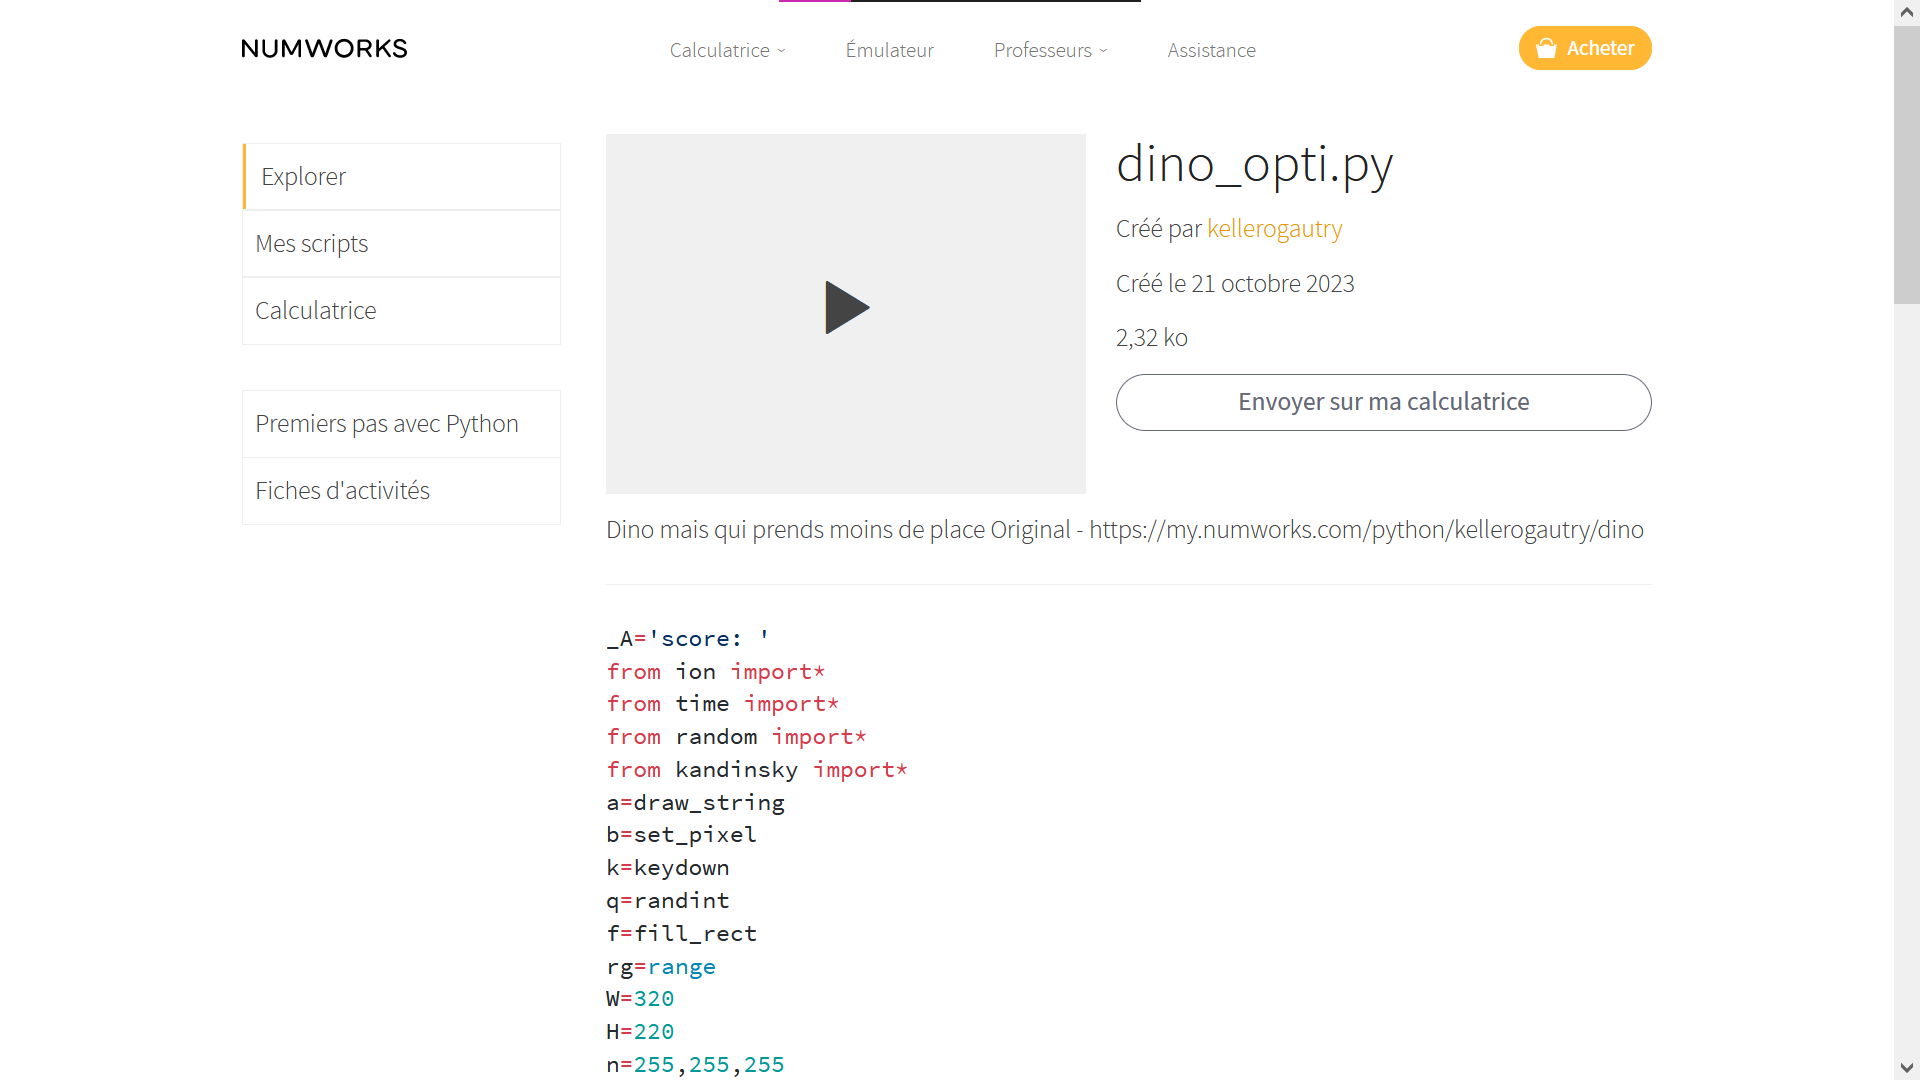 NUMWORKS
Calculatrice
Émulateur
Professeurs
Assistance
Acheter
Explorer
Mes scripts
Calculatrice
Premiers pas avec Python
Fiches d'activités
dino_opti.py
Créé par kellerogautry
Créé le 21 octobre 2023
2,32 ko
Envoyer sur ma calculatrice
Dino mais qui prends moins de place Original - https://my.numworks.com/python/kellerogautry/dino
_A='score: '
from ion import*
from time import*
from random import*
from kandinsky import*
a=draw_string
b=set_pixel
k=keydown
q=randint
f=fill_rect
rg=range
W=320
H=220
n=255,255,255